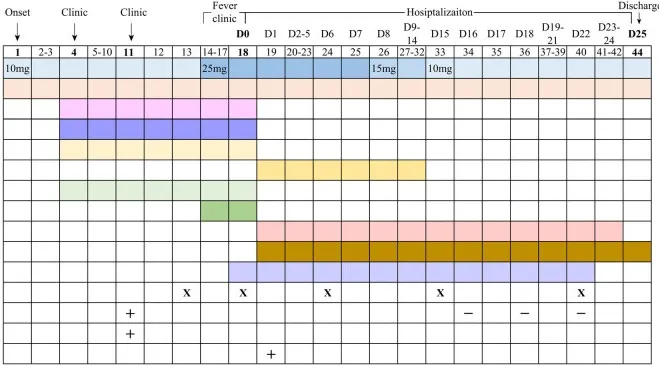 Onset Clinic Clinic Fever clinic Hosiptalizaiton Discharge
D0 D1 D2-5 D6 D7 D8 D9-14 D15 D16 D17 D18 D19-21 D22 D23-24 D25
1 2-3 4 5-10 11 12 13 14-17 18 19 20-23 24 25 26 27-32 33 34 35 36 37-39 40 41-42 44
10mg 25mg 15mg 10mg
X X X X X
+ − − −
+
+